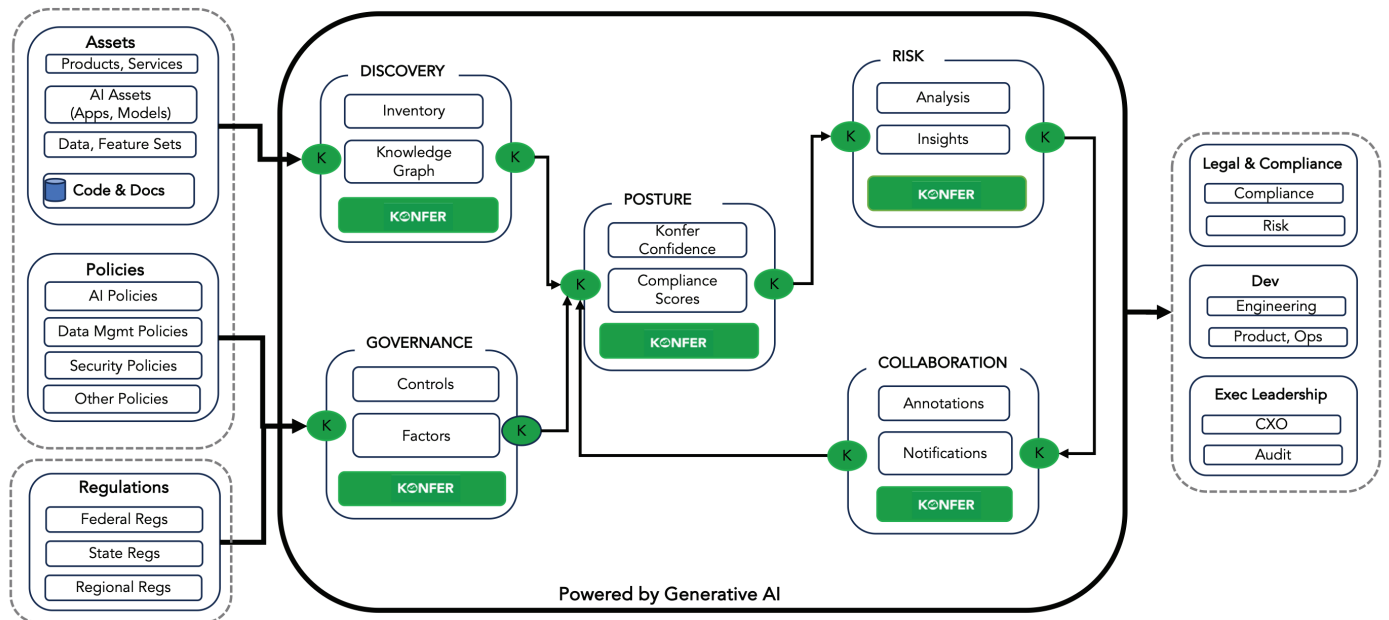 Assets
Products, Services
AI Assets
(Apps, Models)
Data, Feature Sets
Code & Docs
Policies
AI Policies
Data Mgmt Policies
Security Policies
Other Policies
Regulations
Federal Regs
State Regs
Regional Regs
DISCOVERY
Inventory
Knowledge
Graph
KONFER
K
K
GOVERNANCE
Controls
Factors
KONFER
K
K
POSTURE
Konfer
Confidence
Compliance
Scores
KONFER
K
K
RISK
Analysis
Insights
KONFER
K
K
COLLABORATION
Annotations
Notifications
KONFER
K
K
Powered by Generative AI
Legal & Compliance
Compliance
Risk
Dev
Engineering
Product, Ops
Exec Leadership
CXO
Audit